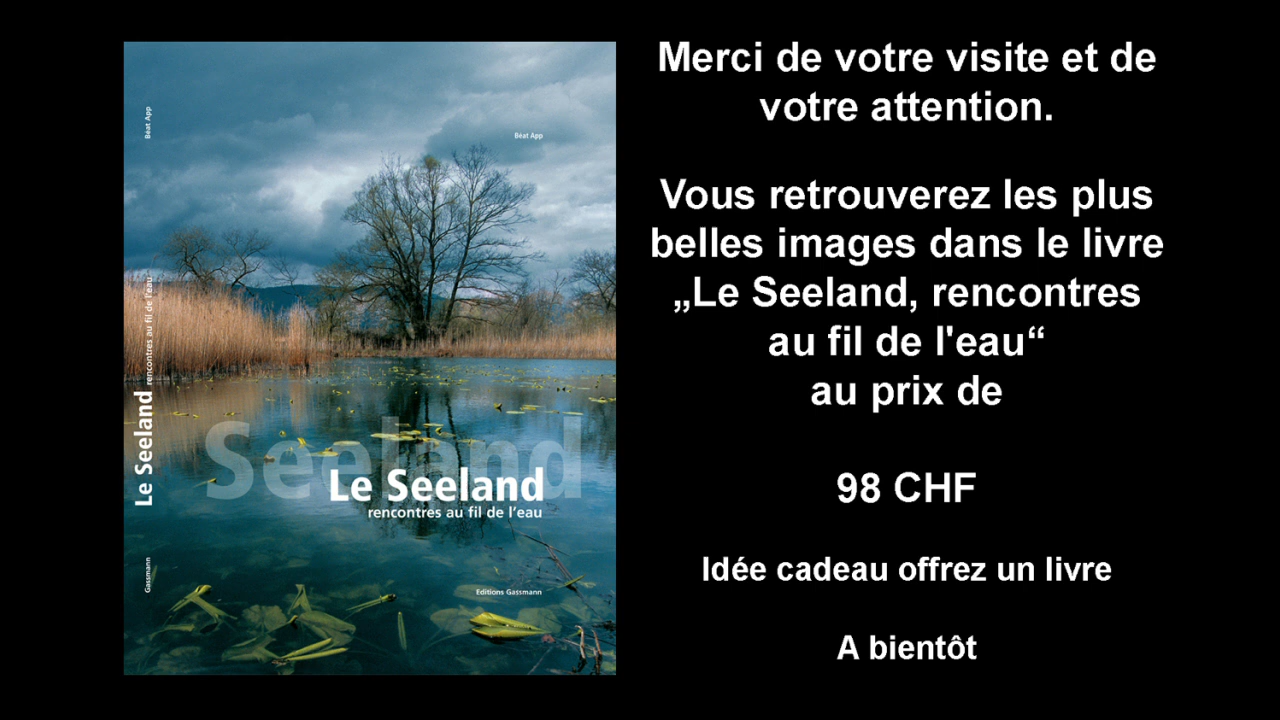 Béat App
Le Seeland rencontres au fil de l'eau
Gassmann
Béat App
Seeland
Le Seeland
rencontres au fil de l'eau
Editions Gassmann
Merci de votre visite et de
votre attention.
Vous retrouverez les plus
belles images dans le livre
„Le Seeland, rencontres
au fil de l'eau“
au prix de
98 CHF
Idée cadeau offrez un livre
A bientôt